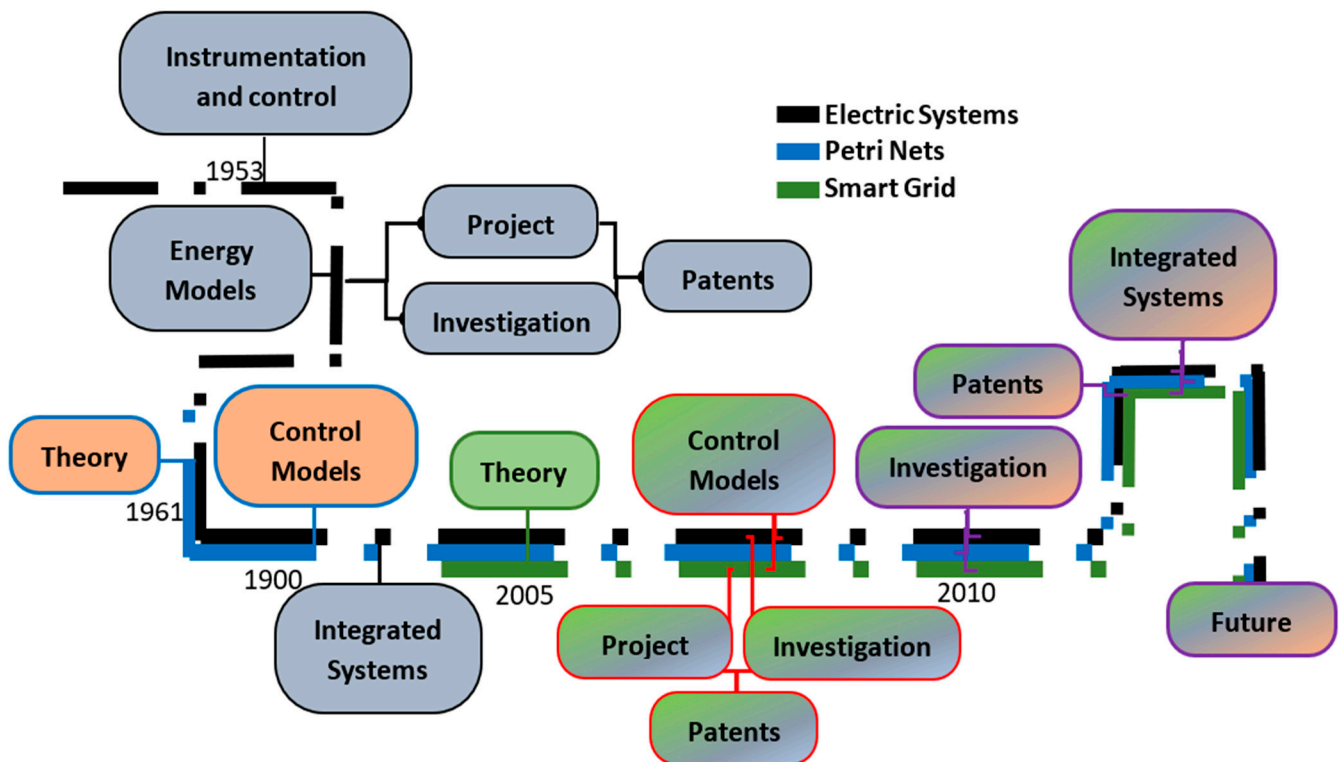 Instrumentation
and control
1953
Electric Systems
Petri Nets
Smart Grid
Energy
Models
Project
Investigation
Patents
Integrated
Systems
Patents
Investigation
Theory
1961
Control
Models
1900
Theory
2005
Control
Models
2010
Integrated
Systems
Project
Investigation
Patents
Future